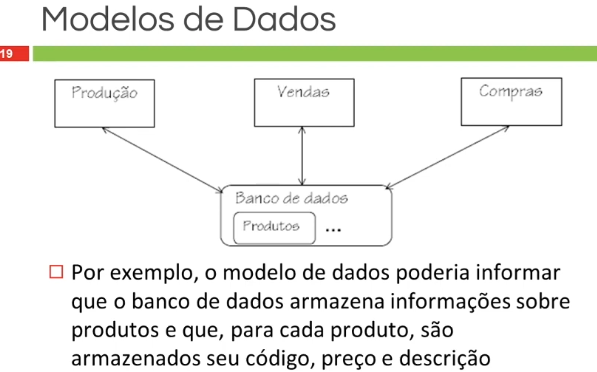 Modelos de Dados
19
Produção
Vendas
Compras
Banco de dados
Produtos
...
Por exemplo, o modelo de dados poderia informar
que o banco de dados armazena informações sobre
produtos e que, para cada produto, são
armazenados seu código, preço e descrição